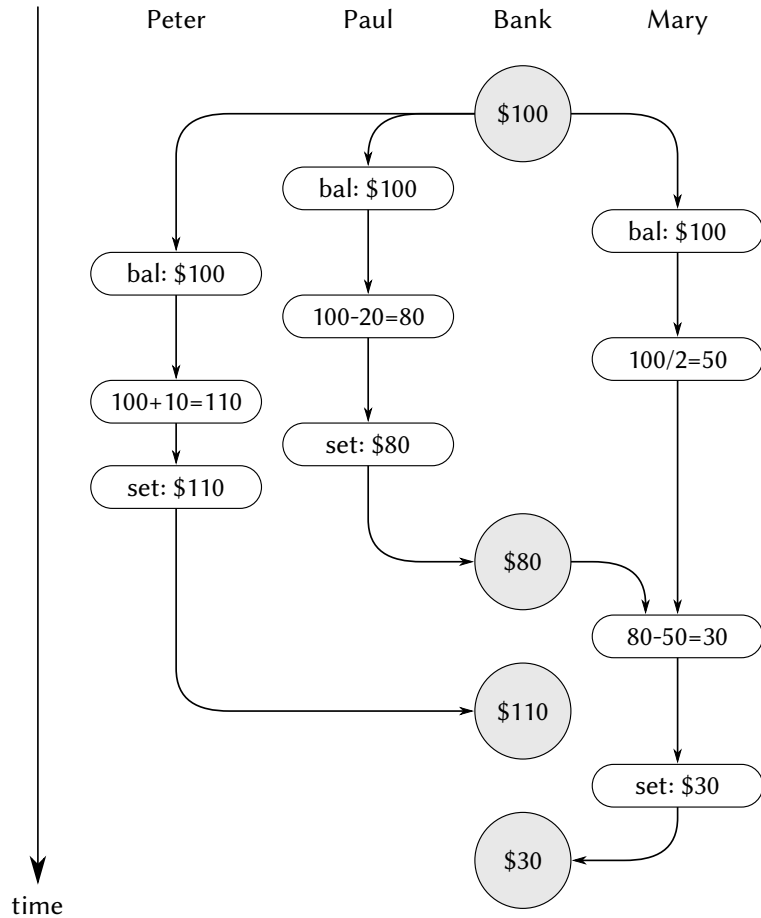 Peter Paul Bank Mary
$100
bal: $100
bal: $100
bal: $100
100-20=80
100/2=50
100+10=110
set: $80
set: $110
$80
80-50=30
$110
set: $30
$30
time